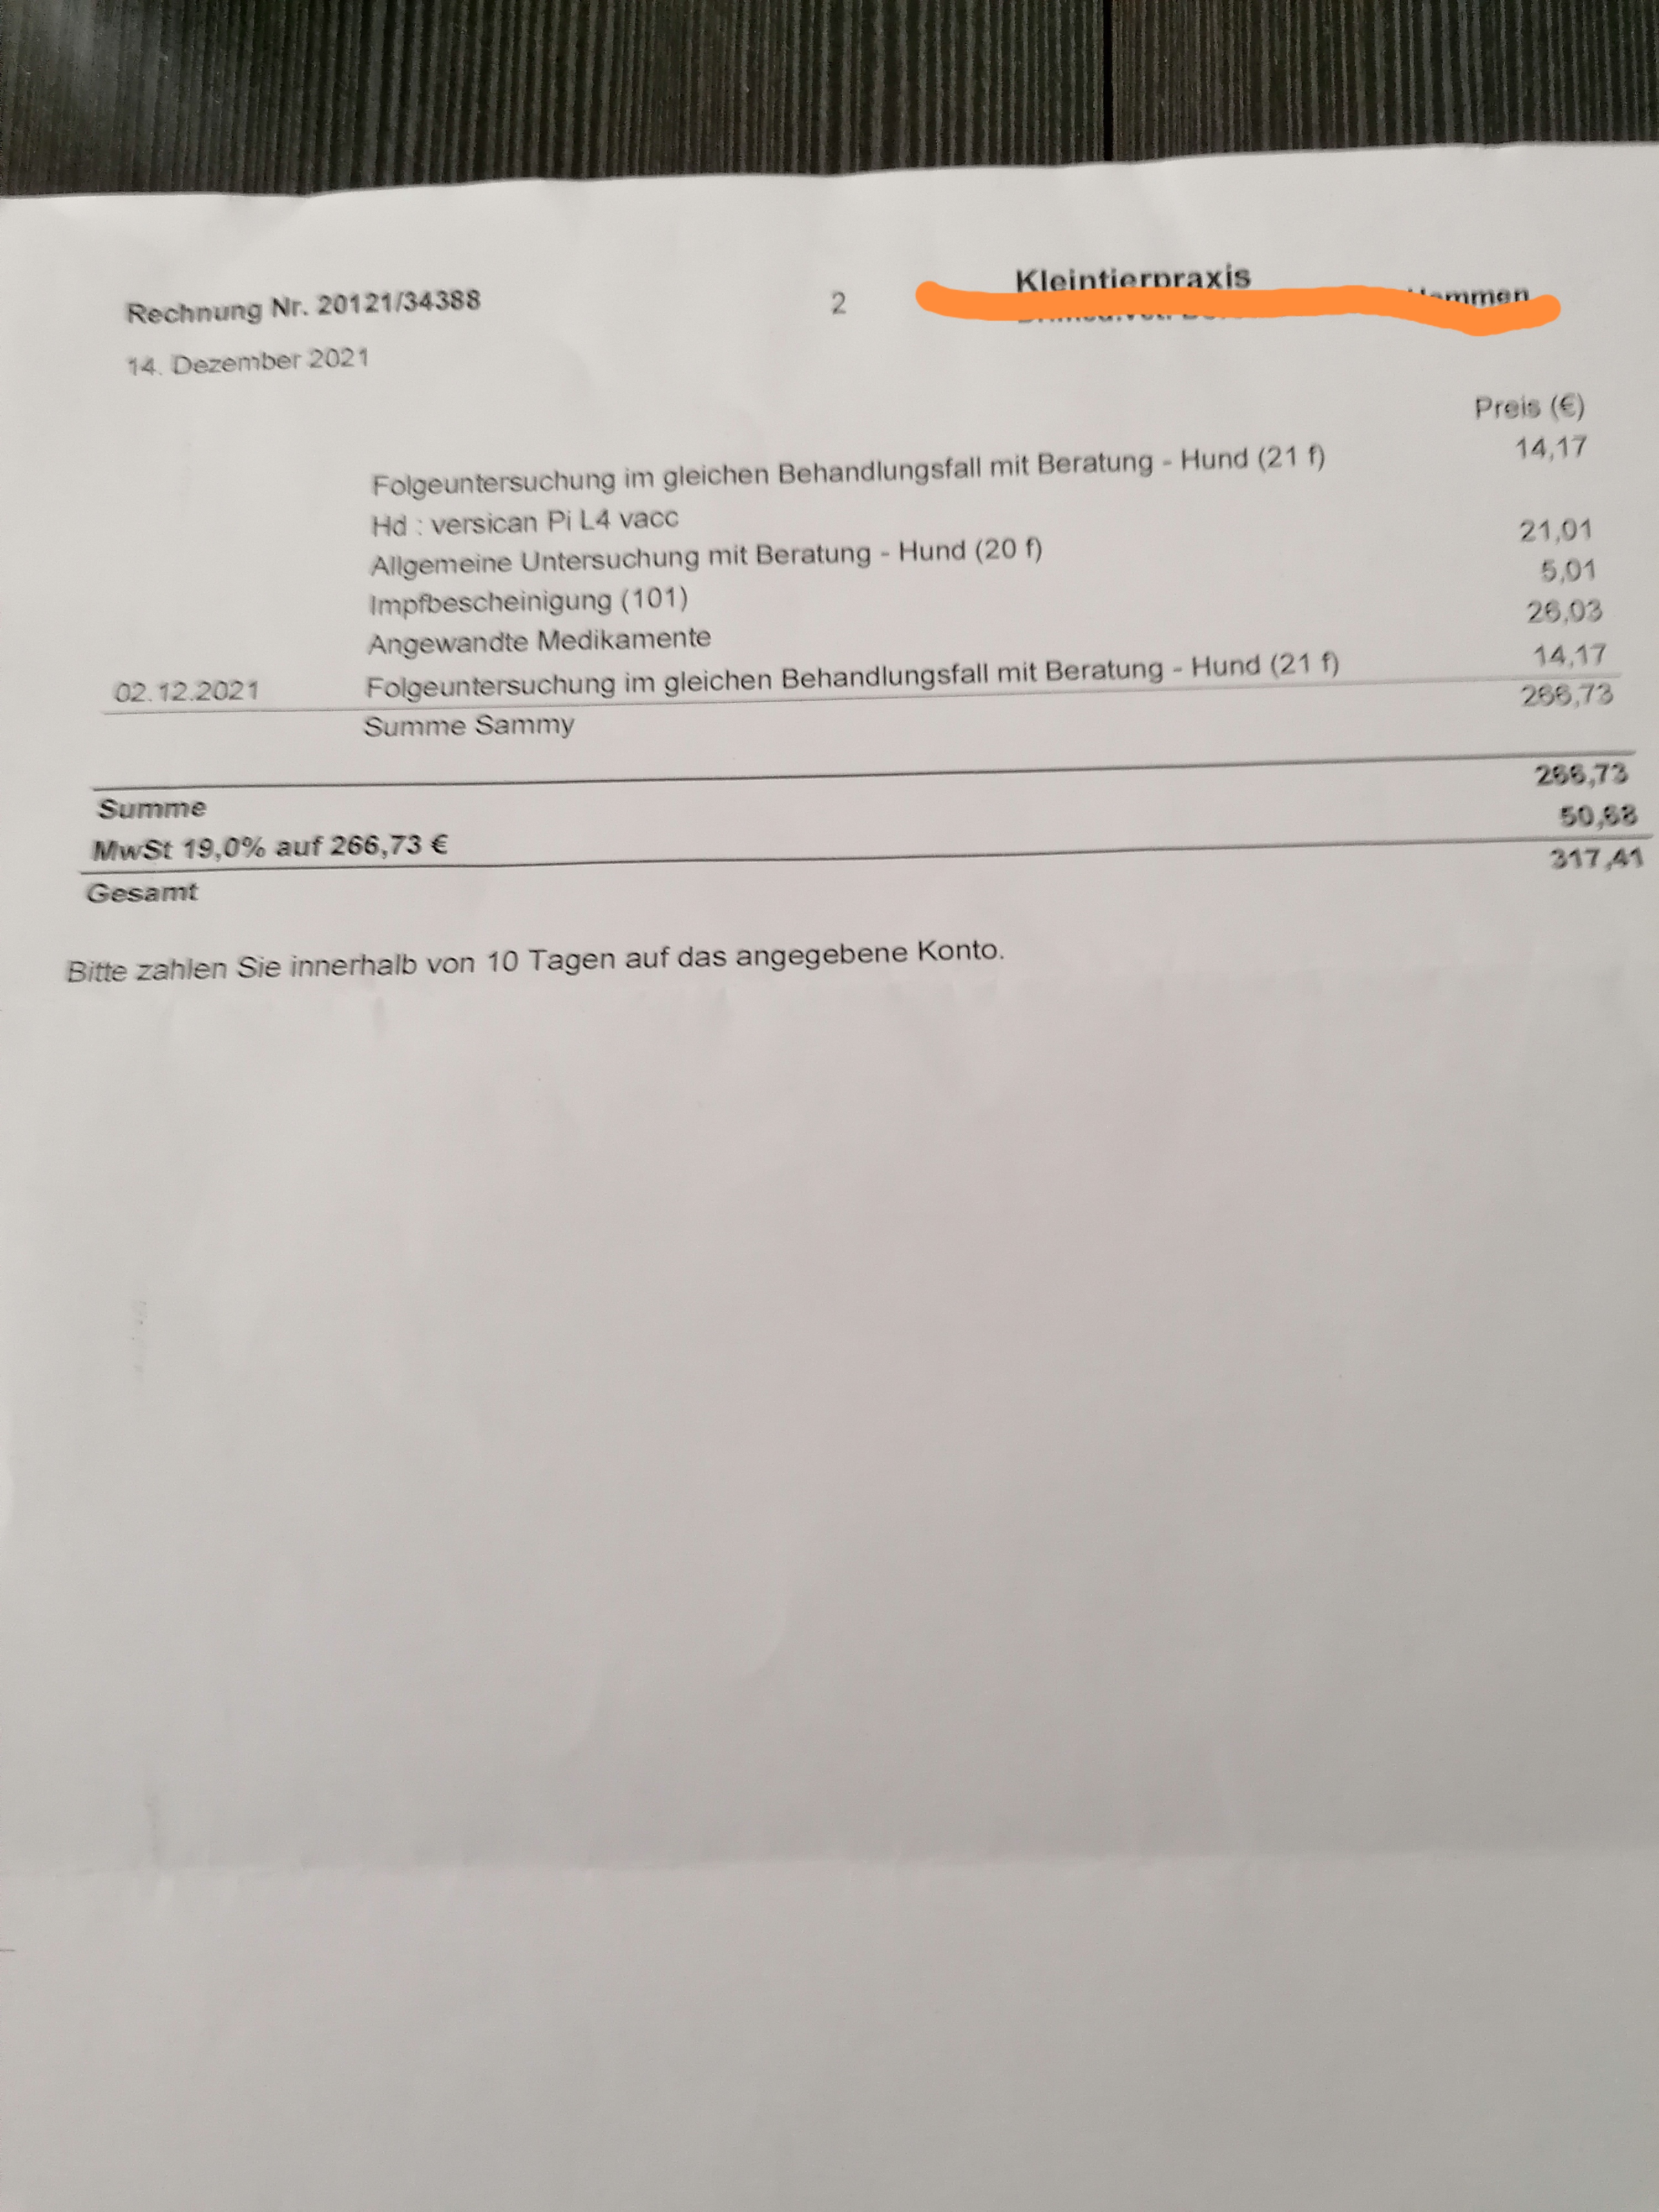 Rechnung Nr. 20121/34388
2
Kleintierpraxis
14. Dezember 2021
Preis (€)
Folgeuntersuchung im gleichen Behandlungsfall mit Beratung - Hund (21 f) 14,17
Hd : versican Pi L4 vacc
Allgemeine Untersuchung mit Beratung - Hund (20 f) 21,01
Impfbescheinigung (101) 5,01
Angewandte Medikamente 26,03
02.12.2021 Folgeuntersuchung im gleichen Behandlungsfall mit Beratung - Hund (21 f) 14,17
Summe Sammy 266,73
Summe 266,73
MwSt 19,0% auf 266,73 € 50,68
Gesamt 317,41
Bitte zahlen Sie innerhalb von 10 Tagen auf das angegebene Konto.